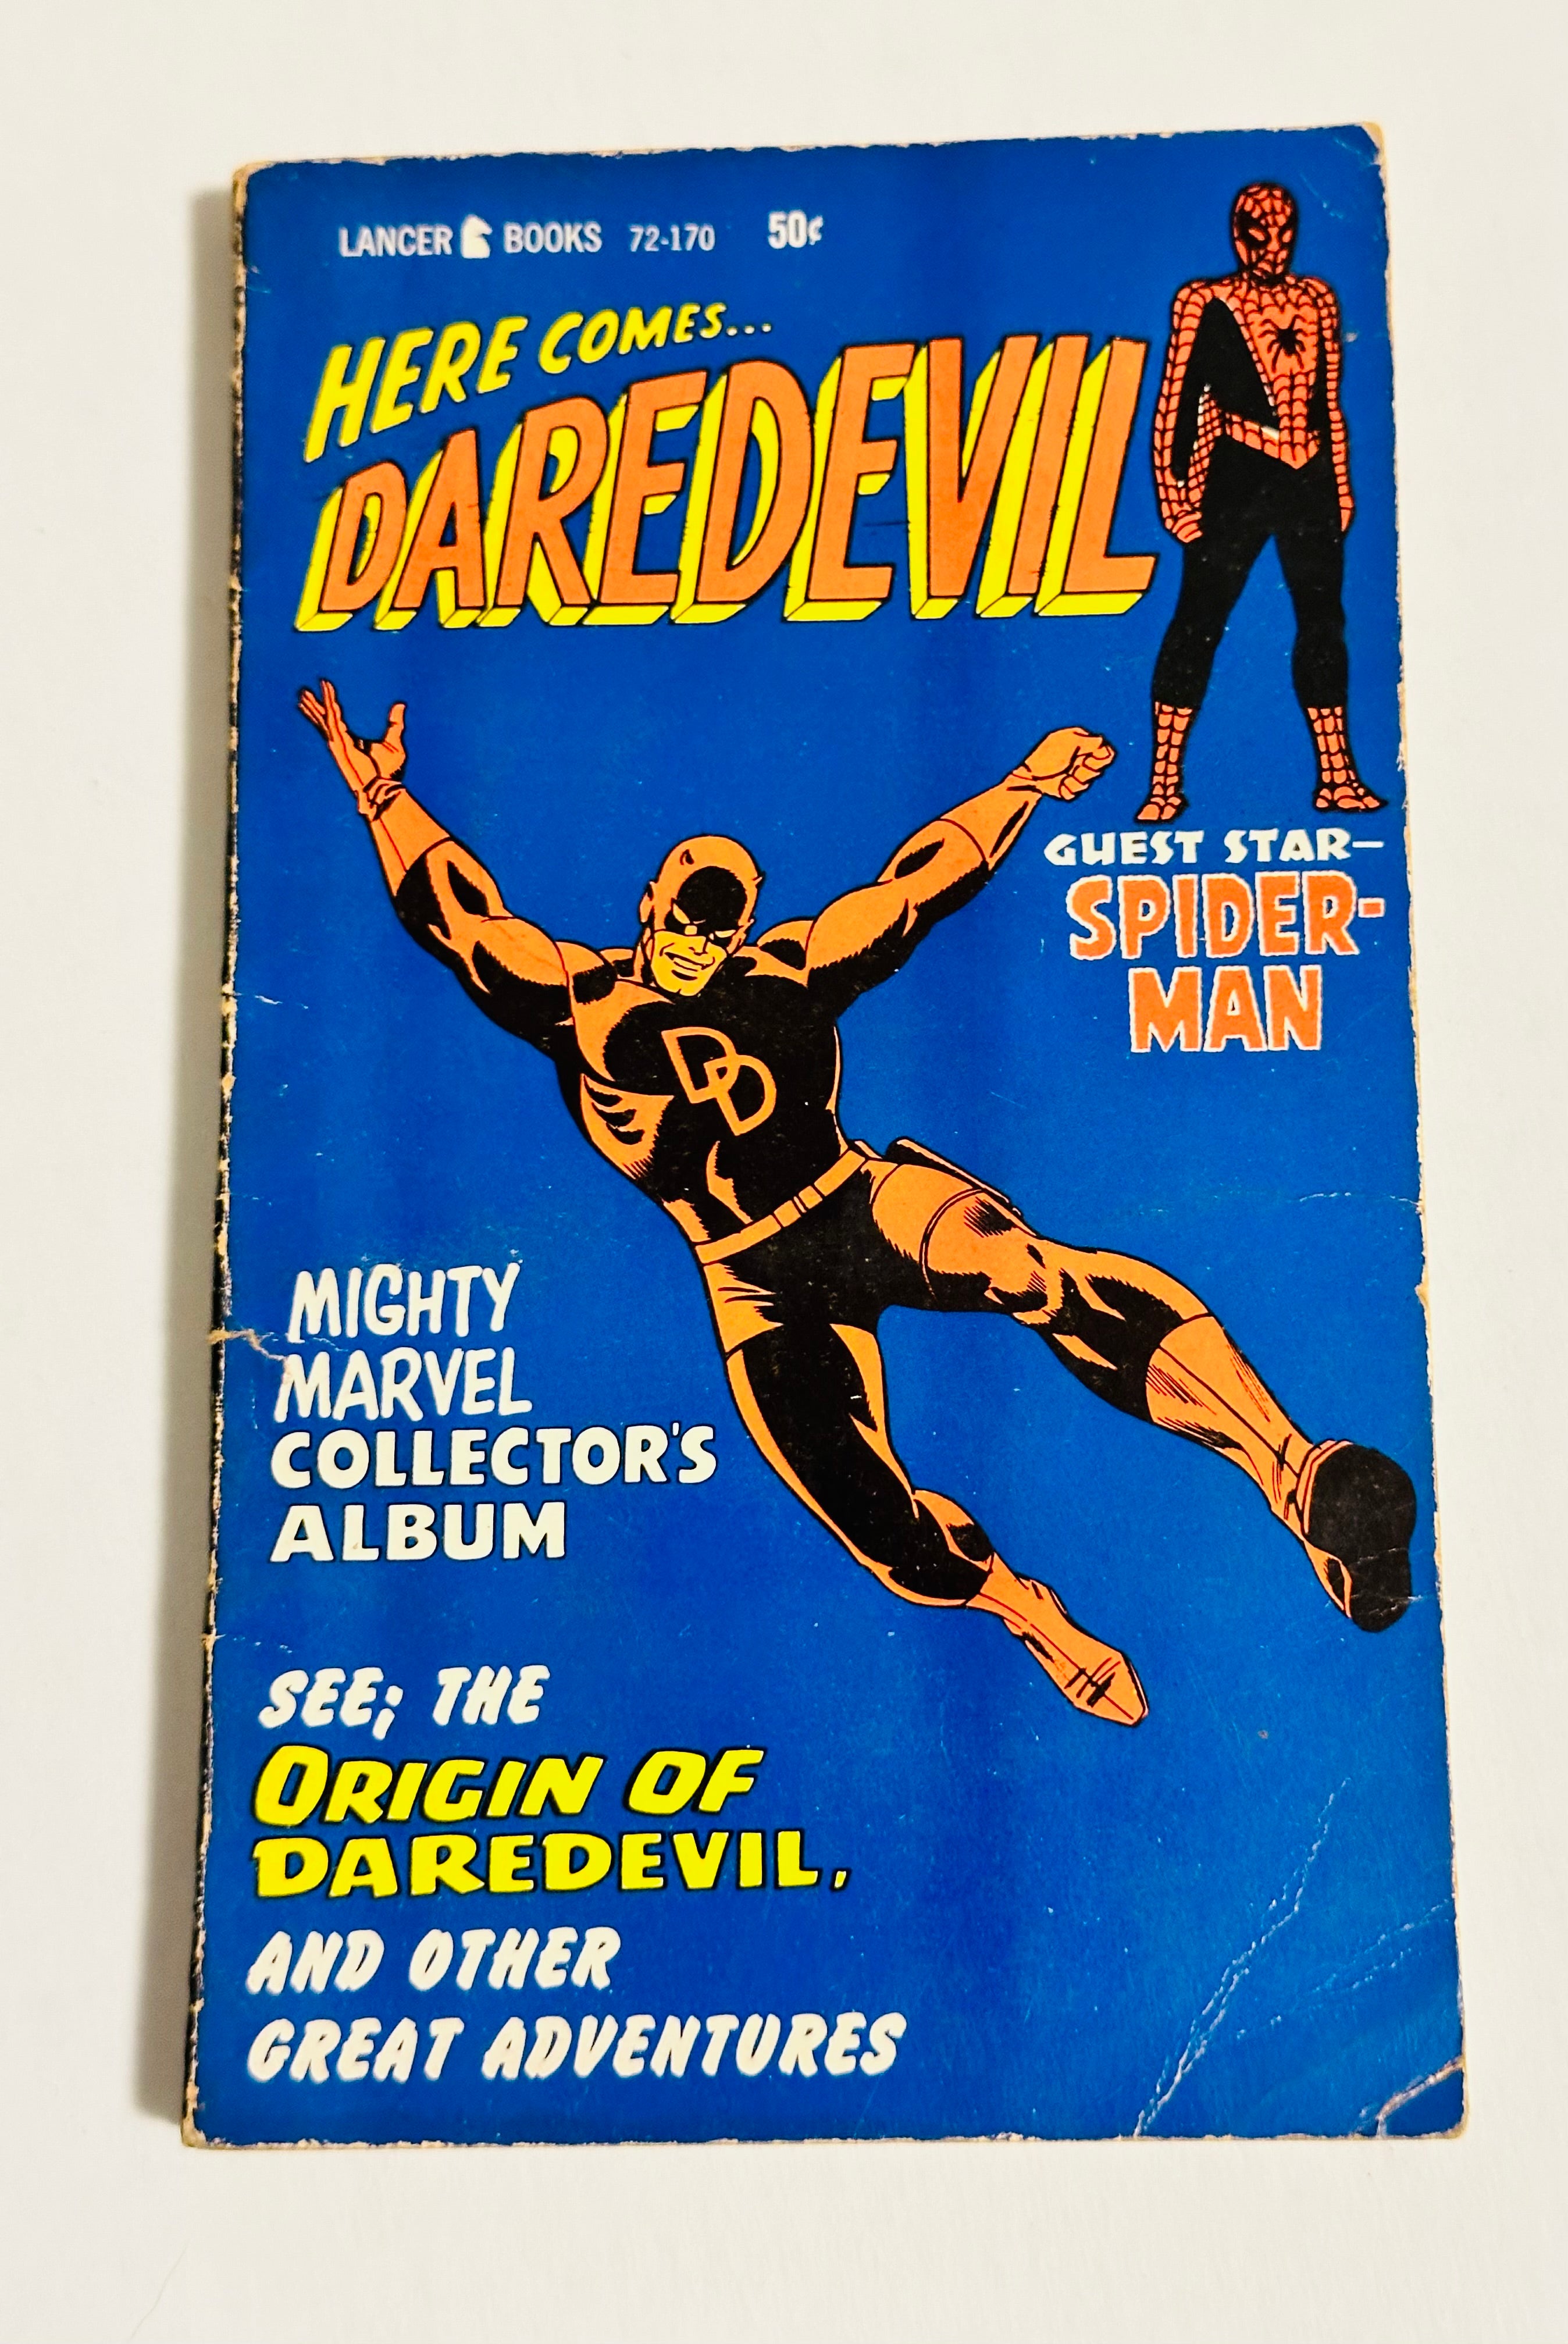 LANCER BOOKS 72-170 50¢
HERE COMES...
DAREDEVIL
GUEST STAR—
SPIDER-
MAN
DD
MIGHTY
MARVEL
COLLECTOR'S
ALBUM
SEE; THE
ORIGIN OF
DAREDEVIL,
AND OTHER
GREAT ADVENTURES